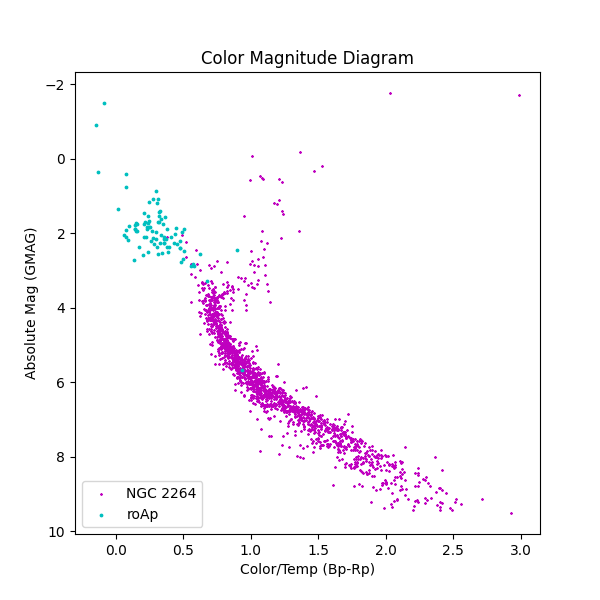 Color Magnitude Diagram
Absolute Mag (GMAG)
−2
0
2
4
6
8
10
NGC 2264
roAp
0.0 0.5 1.0 1.5 2.0 2.5 3.0
Color/Temp (Bp-Rp)